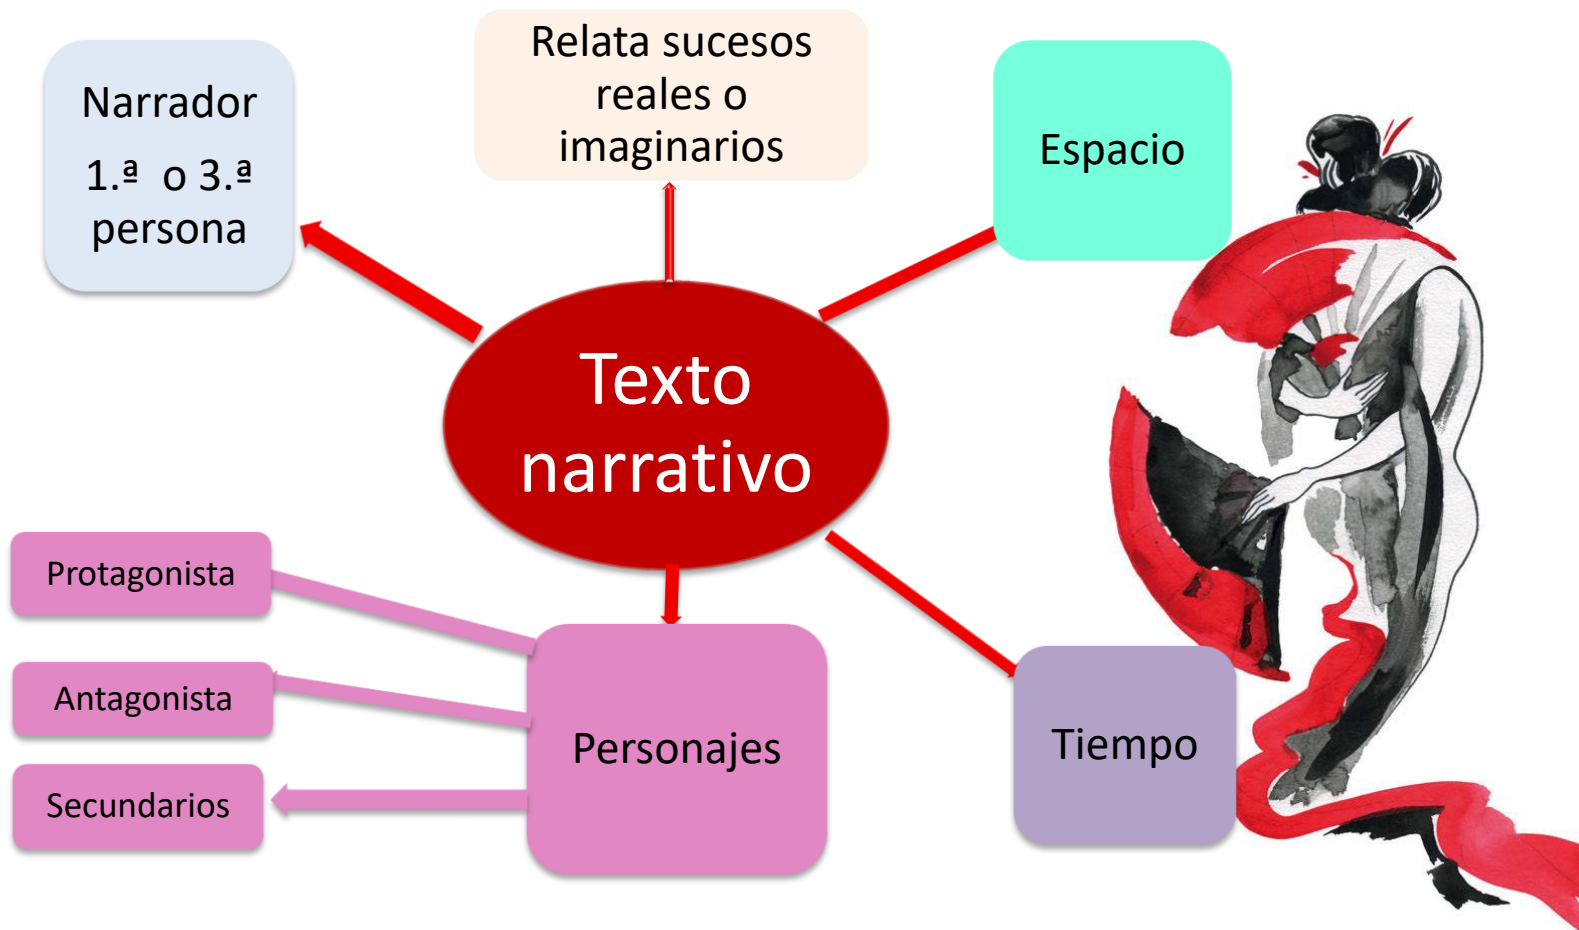 Narrador
1.ª o 3.ª
persona
Relata sucesos
reales o
imaginarios
Espacio
Texto
narrativo
Protagonista
Antagonista
Secundarios
Personajes
Tiempo